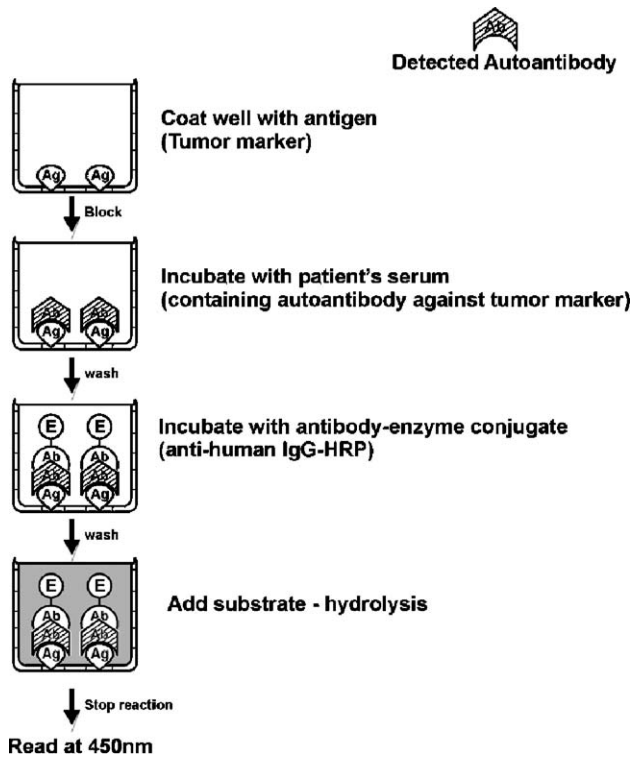 Ab
Detected Autoantibody
Coat well with antigen
(Tumor marker)
Ag Ag
Block
Incubate with patient's serum
(containing autoantibody against tumor marker)
Ab Ab
Ag Ag
wash
E E
Incubate with antibody-enzyme conjugate
(anti-human IgG-HRP)
Ab Ab
Ab Ab
Ag Ag
wash
E E
Add substrate - hydrolysis
Ab Ab
Ab Ab
Ag Ag
Stop reaction
Read at 450nm